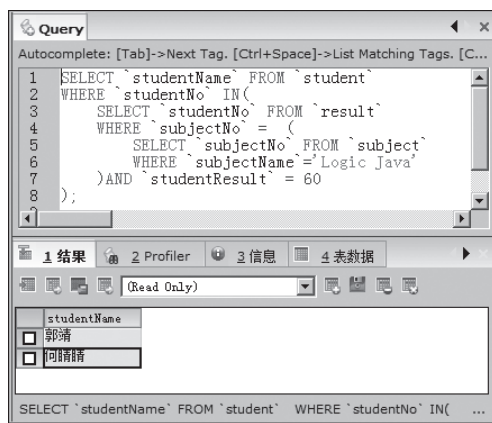 Query
Autocomplete: [Tab]->Next Tag. [Ctrl+Space]->List Matching Tags. [C...
1 SELECT `studentName` FROM `student`
2 WHERE `studentNo` IN(
3 SELECT `studentNo` FROM `result`
4 WHERE `subjectNo` = (
5 SELECT `subjectNo` FROM `subject`
6 WHERE `subjectName`='Logic Java'
7 )AND `studentResult` = 60
8 );
1 结果 2 Profiler 3 信息 4 表数据
(Read Only)
studentName
郭靖
何睛睛
SELECT `studentName` FROM `student` WHERE `studentNo` IN( ...